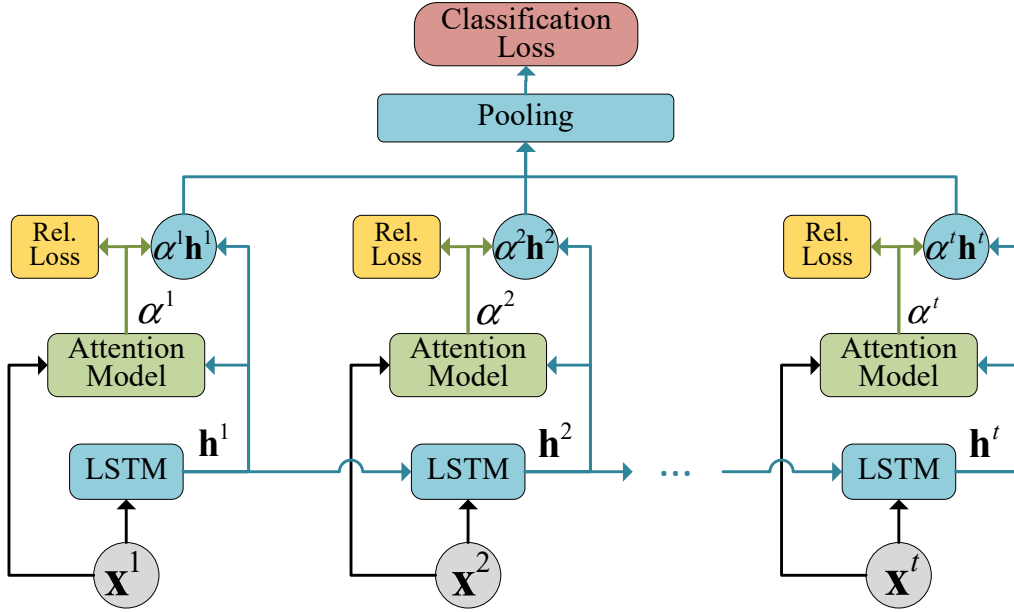 Classification
Loss
Pooling
Rel.
Loss
α¹h¹
Rel.
Loss
α²h²
Rel.
Loss
αᵗhᵗ
α¹
α²
αᵗ
Attention
Model
Attention
Model
Attention
Model
h¹
h²
hᵗ
LSTM
LSTM
...
LSTM
x¹
x²
xᵗ